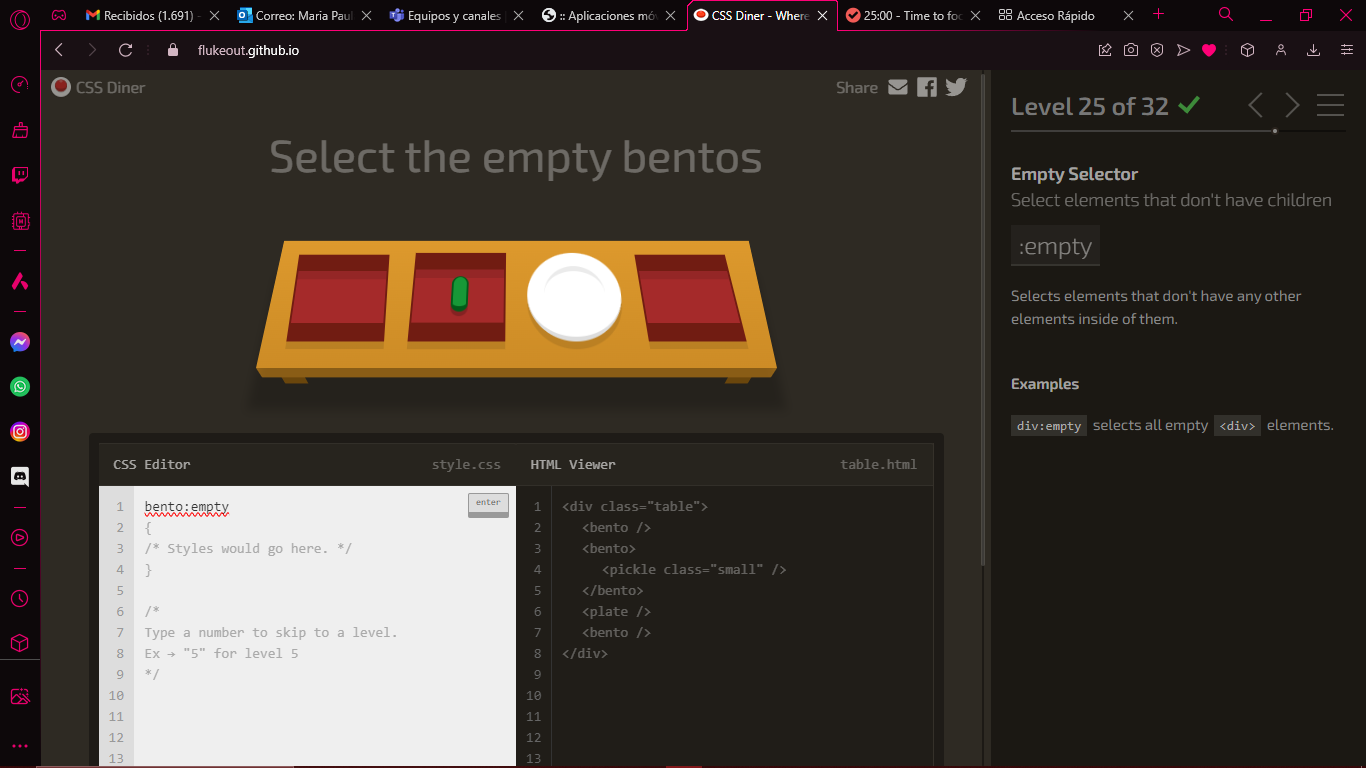 Recibidos (1.691) -
Correo: Maria Paul
Equipos y canales
:: Aplicaciones móv
CSS Diner - Where
25:00 - Time to foc
Acceso Rápido
flukeout.github.io
CSS Diner
Share
Select the empty bentos
CSS Editor
style.css
1 bento:empty
enter
2 {
3 /* Styles would go here. */
4 }
5
6 /*
7 Type a number to skip to a level.
8 Ex → "5" for level 5
9 */
10
11
12
13
HTML Viewer
table.html
1 <div class="table">
2 <bento />
3 <bento>
4 <pickle class="small" />
5 </bento>
6 <plate />
7 <bento />
8 </div>
9
10
11
12
13
Level 25 of 32
Empty Selector
Select elements that don't have children
:empty
Selects elements that don't have any other
elements inside of them.
Examples
div:empty selects all empty <div> elements.